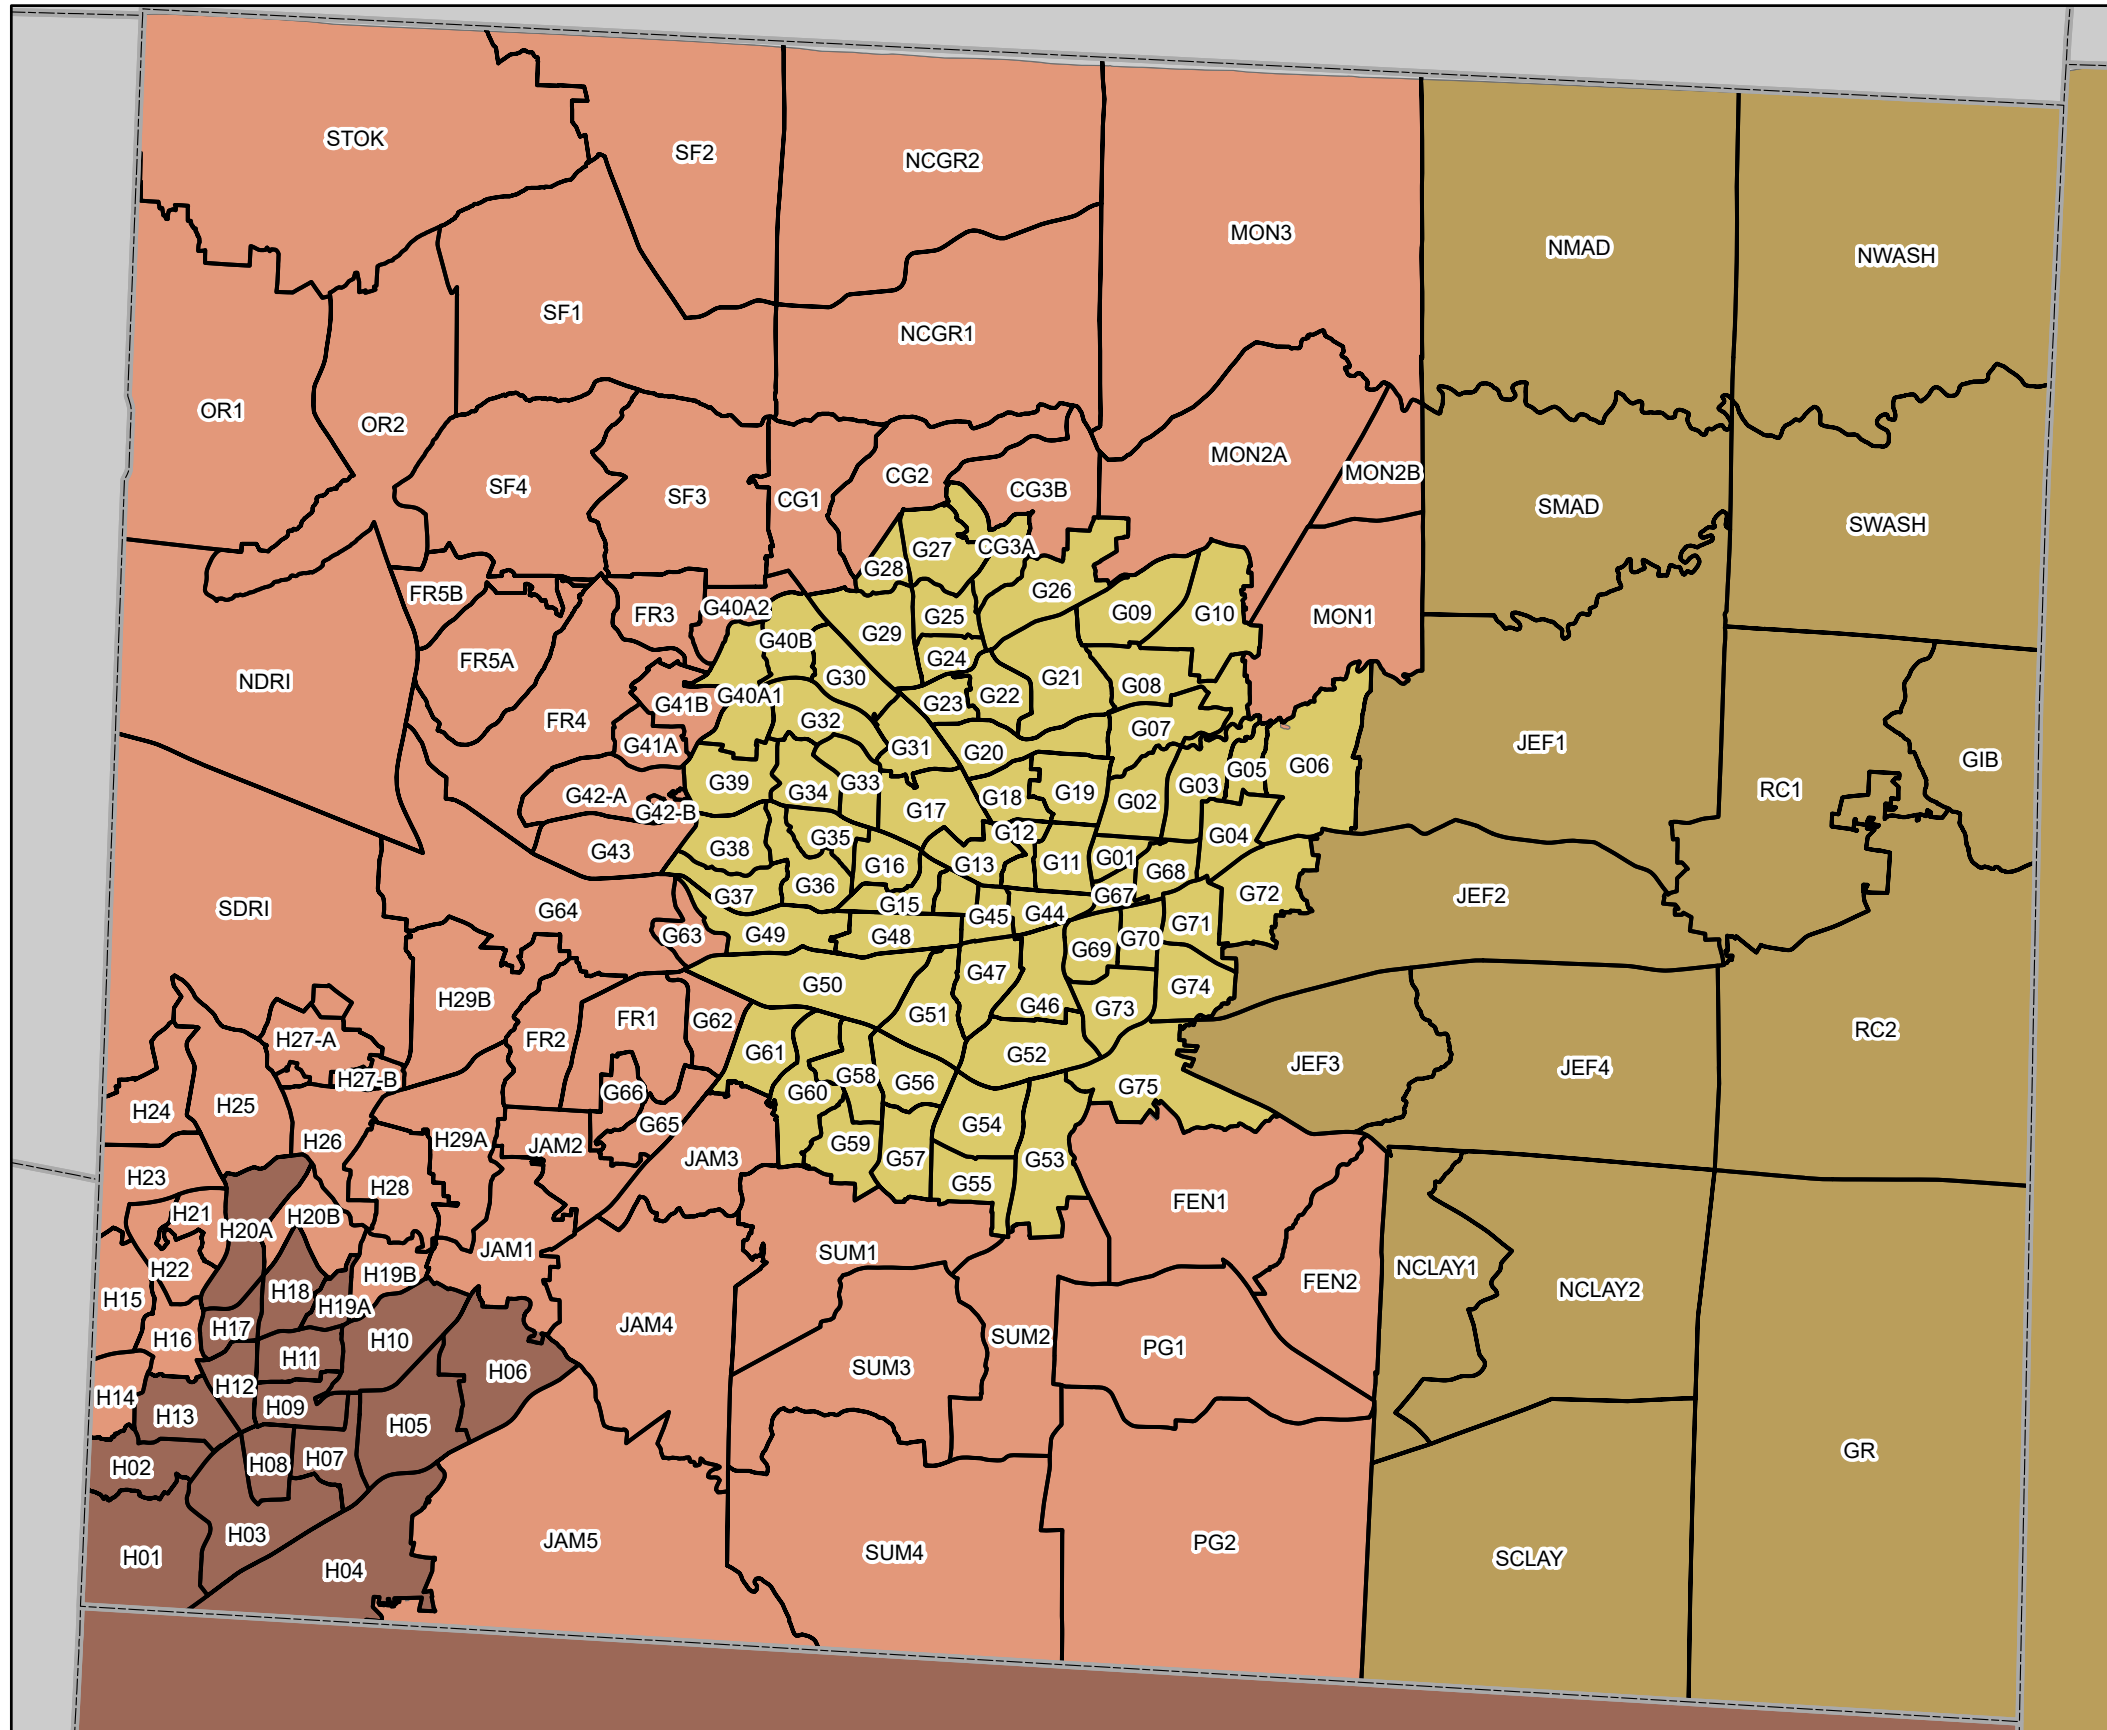 STOK
SF2
NCGR2
MON3
NMAD
NWASH
SF1
NCGR1
OR1
OR2
MON2A
MON2B
SF4
SF3
CG1
CG2
CG3B
SMAD
SWASH
CG3A
G27
G28
FR5B
G26
FR3
G40A2
G25
G09
G10
MON1
G40B
G29
FR5A
G24
NDRI
G30
G21
G08
G40A1
G41B
G23
G22
FR4
G32
G07
G41A
G31
G20
JEF1
GIB
G39
G05
G06
G42-A
G34
G33
G18
G19
G03
RC1
G42-B
G17
G02
G12
G35
G04
G43
G38
G16
G13
G11
G01
G68
G37
G36
G67
G72
JEF2
SDRI
G64
G15
G45
G44
G71
G63
G49
G48
G70
G69
H29B
G50
G47
G74
FR1
G62
G51
G46
G73
RC2
H27-A
FR2
G61
G52
JEF3
JEF4
H27-B
G58
G56
G75
H24
H25
G66
G60
H26
H29A
JAM2
G65
G59
G54
H23
JAM3
G57
G53
H28
G55
FEN1
H21
H20A
H20B
JAM1
SUM1
H22
H19B
NCLAY1
FEN2
H15
H18
H19A
NCLAY2
H16
H17
H10
JAM4
SUM2
PG1
H11
H06
SUM3
H14
H12
H13
H09
H05
GR
H02
H08
H07
H03
JAM5
PG2
H01
H04
SUM4
SCLAY